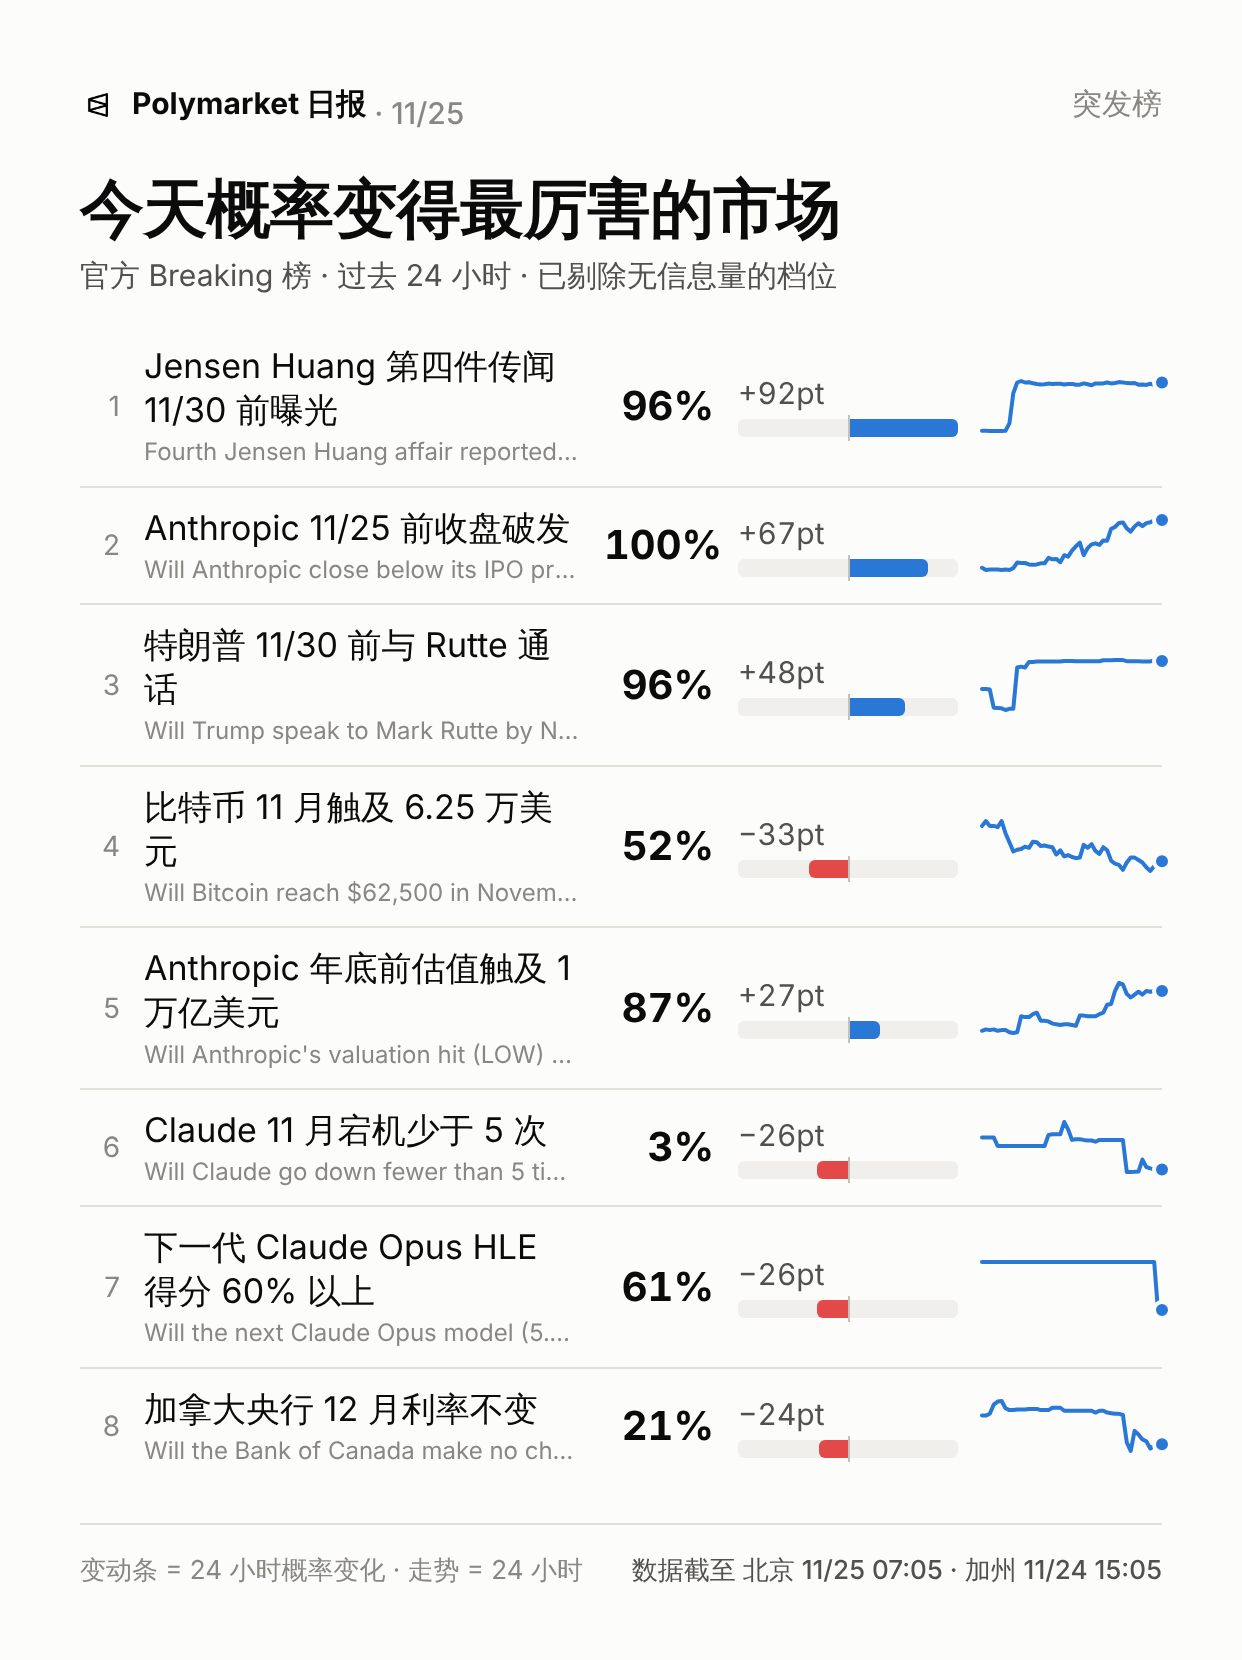 Polymarket 日报 · 11/25
突发榜
今天概率变得最厉害的市场
官方 Breaking 榜 · 过去 24 小时 · 已剔除无信息量的档位
1
Jensen Huang 第四件传闻
11/30 前曝光
Fourth Jensen Huang affair reported...
96%
+92pt
2
Anthropic 11/25 前收盘破发
Will Anthropic close below its IPO pr...
100%
+67pt
3
特朗普 11/30 前与 Rutte 通
话
Will Trump speak to Mark Rutte by N...
96%
+48pt
4
比特币 11 月触及 6.25 万美
元
Will Bitcoin reach $62,500 in Novem...
52%
−33pt
5
Anthropic 年底前估值触及 1
万亿美元
Will Anthropic's valuation hit (LOW) ...
87%
+27pt
6
Claude 11 月宕机少于 5 次
Will Claude go down fewer than 5 ti...
3%
−26pt
7
下一代 Claude Opus HLE
得分 60% 以上
Will the next Claude Opus model (5....
61%
−26pt
8
加拿大央行 12 月利率不变
Will the Bank of Canada make no ch...
21%
−24pt
变动条 = 24 小时概率变化 · 走势 = 24 小时
数据截至 北京 11/25 07:05 · 加州 11/24 15:05